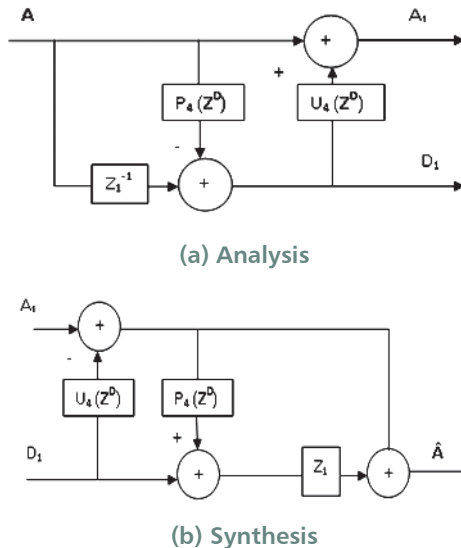 A
A₁
+
+
P₄(Z^D)
U₄(Z^D)
-
D₁
Z₁⁻¹
+
(a) Analysis
A₁
+
-
U₄(Z^D)
P₄(Z^D)
+
D₁
+
Z₁
+
Â
(b) Synthesis